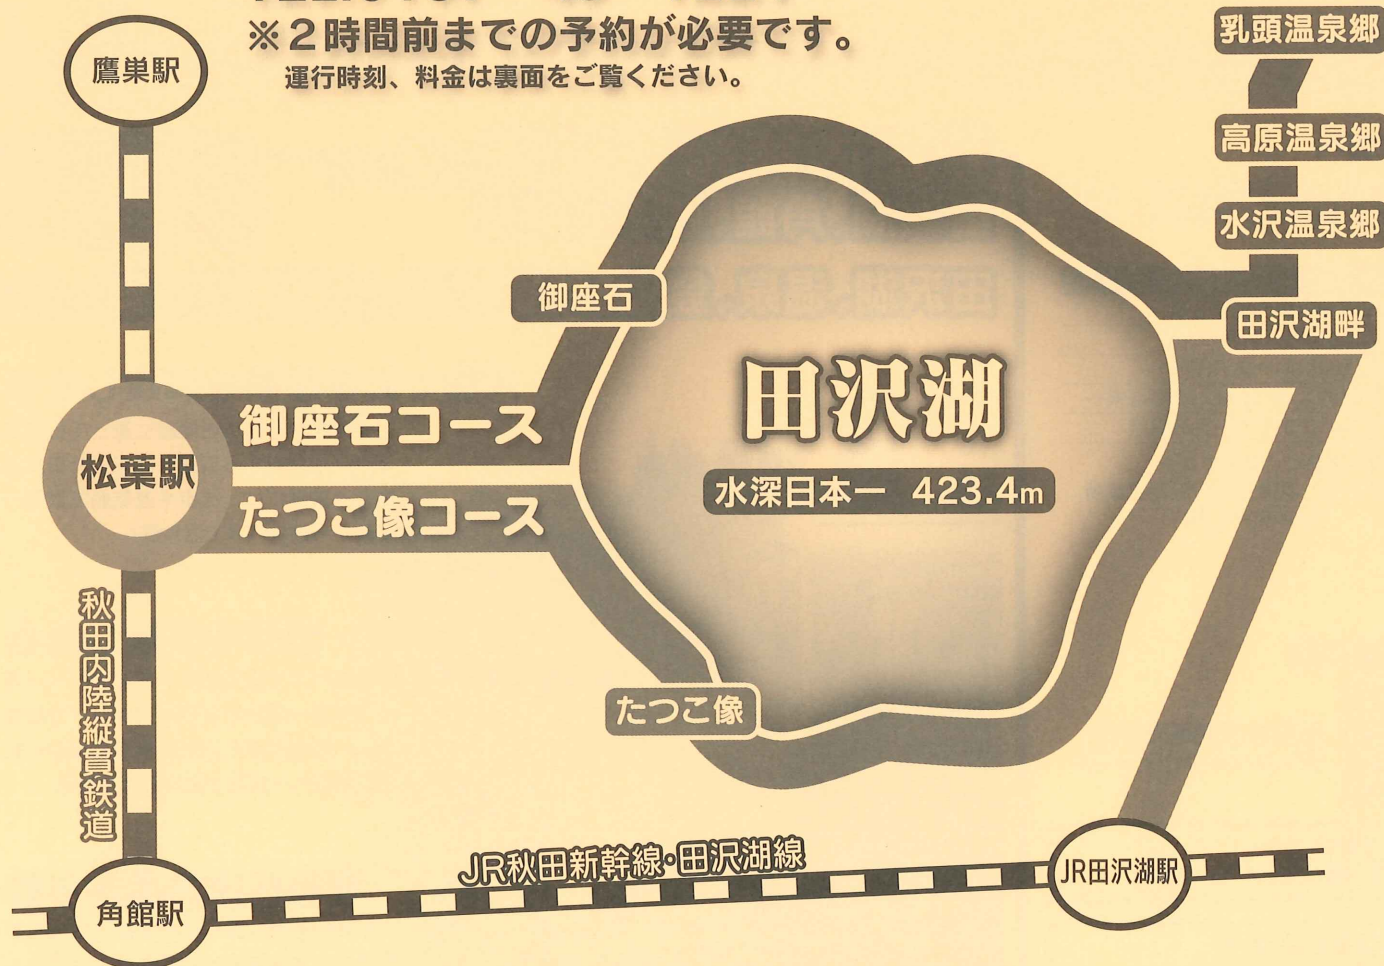 ※2時間前までの予約が必要です。
運行時刻、料金は裏面をご覧ください。
鷹巣駅
乳頭温泉郷
高原温泉郷
水沢温泉郷
田沢湖畔
御座石
田沢湖
水深日本一 423.4m
御座石コース
松葉駅
たつこ像コース
たつこ像
秋田内陸縦貫鉄道
JR秋田新幹線・田沢湖線
JR田沢湖駅
角館駅